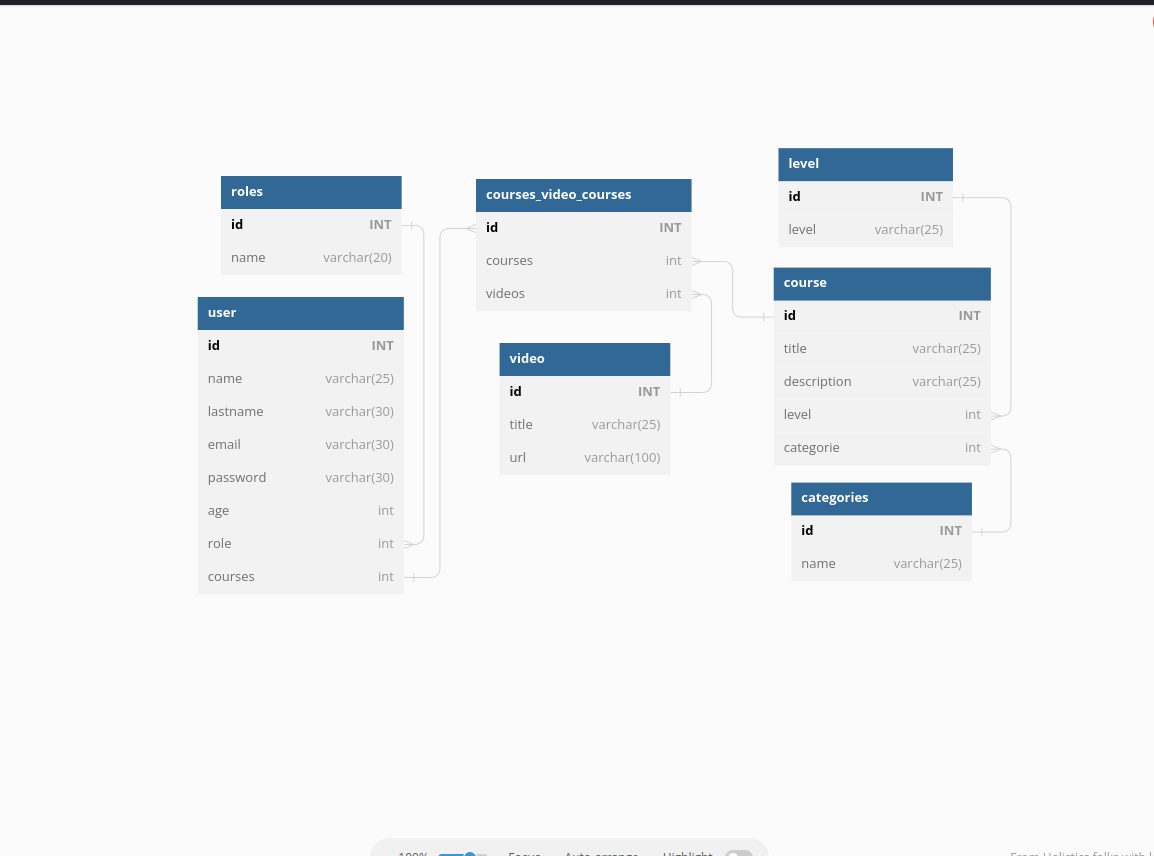 roles
id INT
name varchar(20)
user
id INT
name varchar(25)
lastname varchar(30)
email varchar(30)
password varchar(30)
age int
role int
courses int
courses_video_courses
id INT
courses int
videos int
video
id INT
title varchar(25)
url varchar(100)
level
id INT
level varchar(25)
course
id INT
title varchar(25)
description varchar(25)
level int
categorie int
categories
id INT
name varchar(25)
100% Focus Auto-arrange Highlight
From Holistics folks with